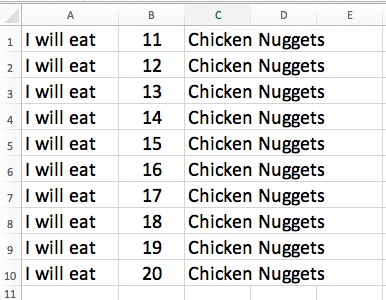 A B C D E
1 I will eat 11 Chicken Nuggets
2 I will eat 12 Chicken Nuggets
3 I will eat 13 Chicken Nuggets
4 I will eat 14 Chicken Nuggets
5 I will eat 15 Chicken Nuggets
6 I will eat 16 Chicken Nuggets
7 I will eat 17 Chicken Nuggets
8 I will eat 18 Chicken Nuggets
9 I will eat 19 Chicken Nuggets
10 I will eat 20 Chicken Nuggets
11